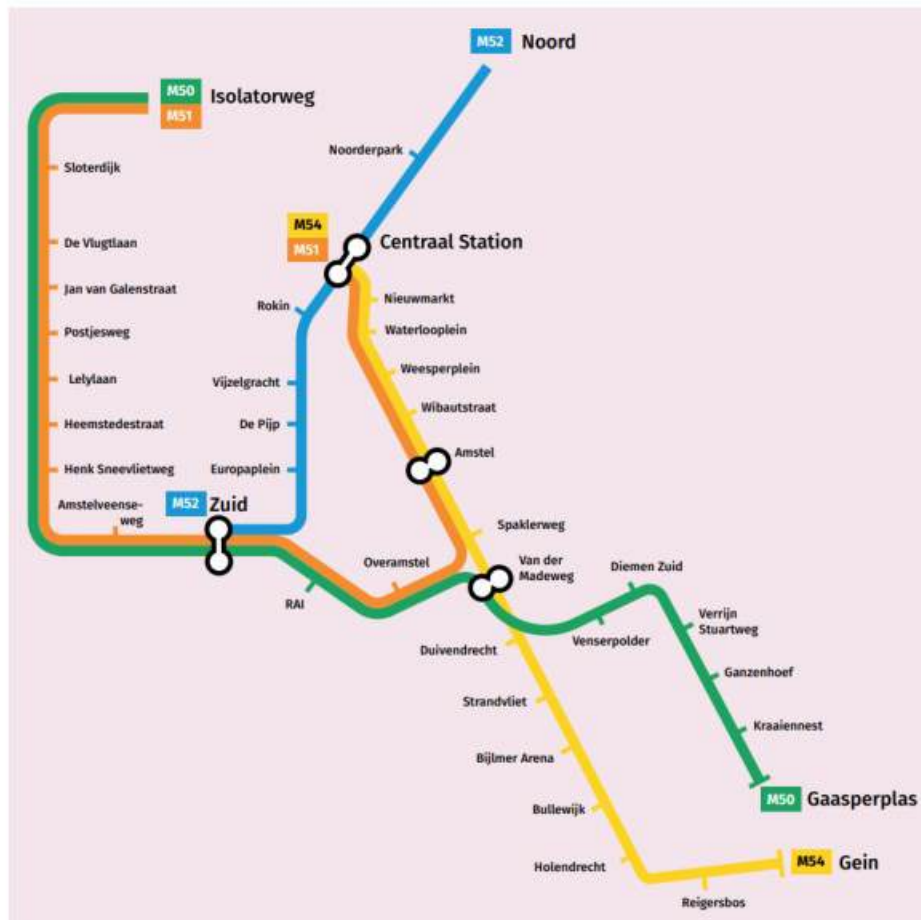 M52 Noord
M50 Isolatorweg
M51
Noorderpark
Sloterdijk
M54
M51
Centraal Station
De Vlugtlaan
Jan van Galenstraat
Nieuwmarkt
Rokin
Waterlooplein
Postjesweg
Weesperplein
Lelylaan
Vijzelgracht
Wibautstraat
Heemstedestraat
De Pijp
Amstel
Henk Sneevlietweg
Europaplein
Amstelveense-
weg
M52 Zuid
Spaklerweg
Overamstel
Van der
Madeweg
Diemen Zuid
RAI
Verrijn
Stuartweg
Venserpolder
Duivendrecht
Ganzenhoef
Strandvliet
Kraaiennest
Bijlmer Arena
M50 Gaasperplas
Bullewijk
Holendrecht
M54 Gein
Reigersbos